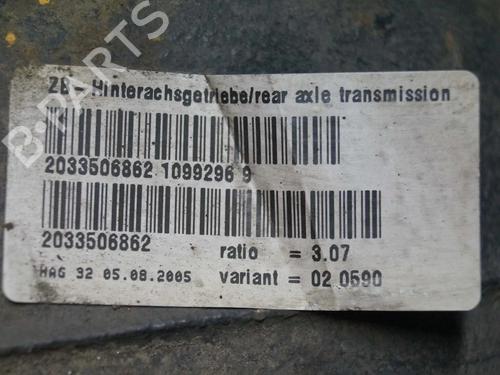 B-PARTS
ZB - Hinterachsgetriebe/rear axle transmission
2033506862 1099296 9
2033506862
ratio = 3.07
HAG 92 05.08.2005
variant = 02 0590